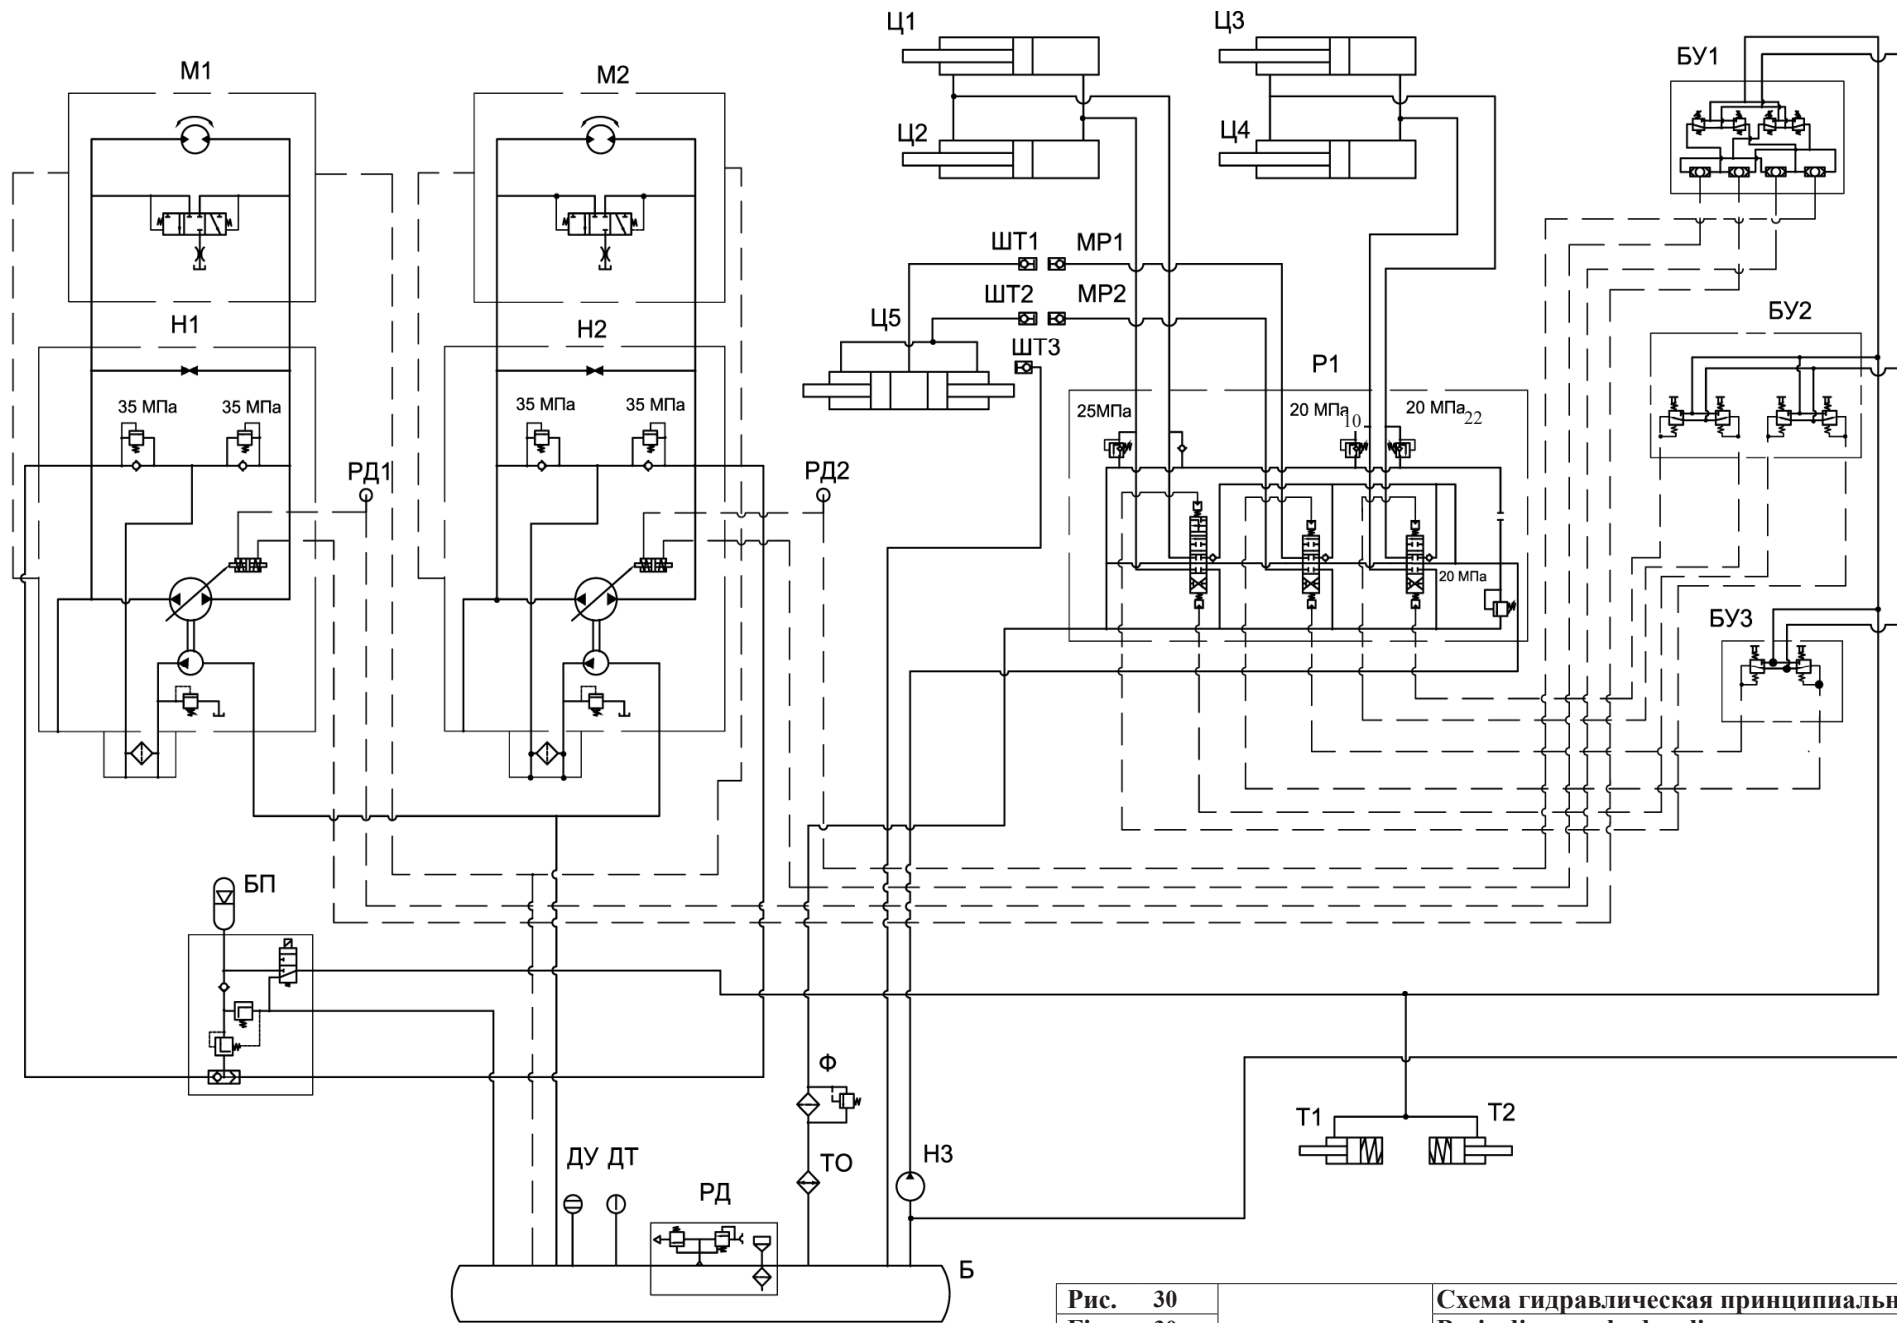 Ц1
Ц3
М1
М2
БУ1
Ц2
Ц4
ШТ1
МР1
ШТ2
МР2
Н1
Н2
Ц5
БУ2
ШТ3
Р1
35 МПа
35 МПа
35 МПа
35 МПа
25МПа
20 МПа
10
20 МПа
22
РД1
РД2
20 МПа
БУ3
БП
Ф
Т1
Т2
ДУ
ДТ
ТО
Н3
РД
Б
Рис. 30
Схема гидравлическая принципиальн